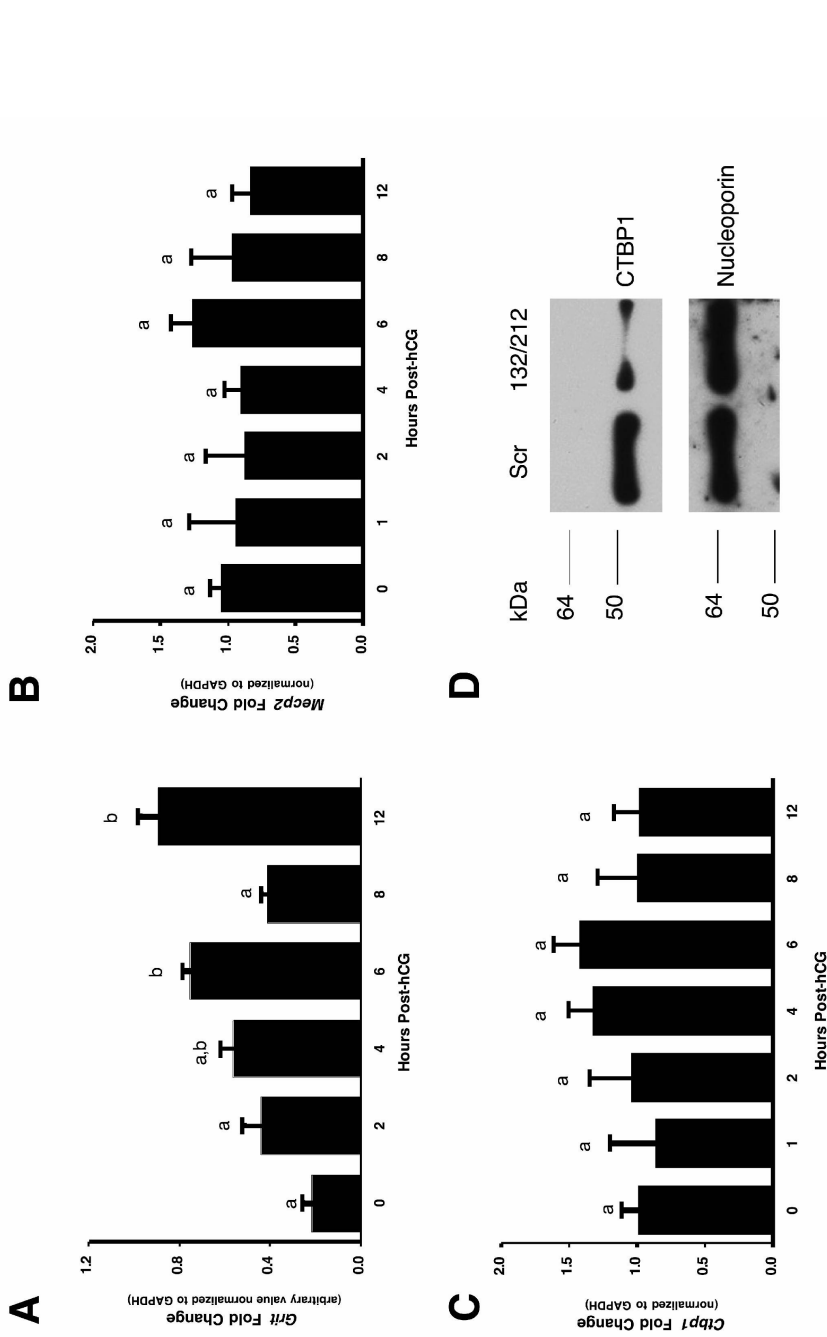 A
Grit Fold Change
(arbitrary value normalized to GAPDH)
1.2
0.8
0.4
0.0
a
a
a,b
b
a
b
0 2 4 6 8 12
Hours Post-hCG
B
Mecp2 Fold Change
(normalized to GAPDH)
2.0
1.5
1.0
0.5
0.0
a
a
a
a
a
a
a
0 1 2 4 6 8 12
Hours Post-hCG
C
Ctbp1 Fold Change
(normalized to GAPDH)
2.0
1.5
1.0
0.5
0.0
a
a
a
a
a
a
a
0 1 2 4 6 8 12
Hours Post-hCG
D
kDa Scr 132/212
64
50 CTBP1
64 Nucleoporin
50